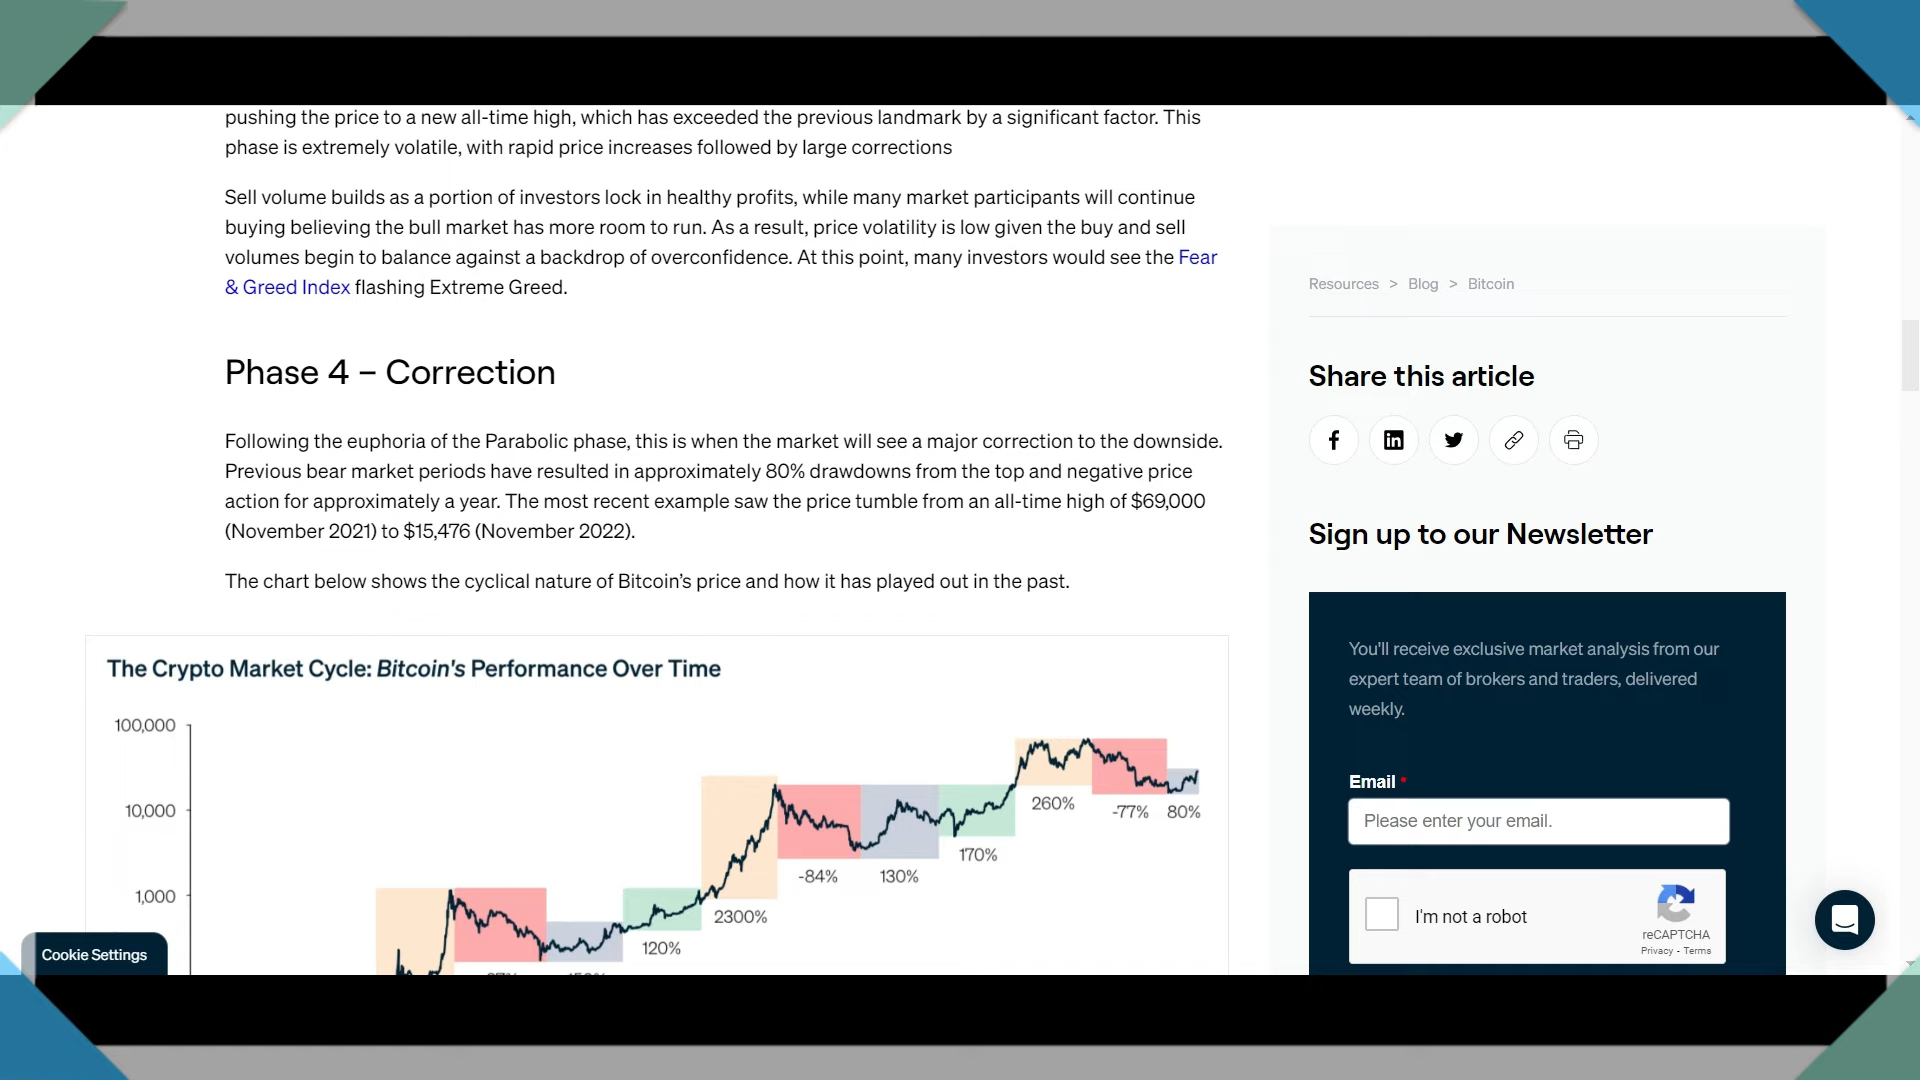 pushing the price to a new all-time high, which has exceeded the previous landmark by a significant factor. This
phase is extremely volatile, with rapid price increases followed by large corrections
Sell volume builds as a portion of investors lock in healthy profits, while many market participants will continue
buying believing the bull market has more room to run. As a result, price volatility is low given the buy and sell
volumes begin to balance against a backdrop of overconfidence. At this point, many investors would see the Fear
& Greed Index flashing Extreme Greed.
Phase 4 – Correction
Following the euphoria of the Parabolic phase, this is when the market will see a major correction to the downside.
Previous bear market periods have resulted in approximately 80% drawdowns from the top and negative price
action for approximately a year. The most recent example saw the price tumble from an all-time high of $69,000
(November 2021) to $15,476 (November 2022).
The chart below shows the cyclical nature of Bitcoin’s price and how it has played out in the past.
The Crypto Market Cycle: Bitcoin's Performance Over Time
100,000
10,000
1,000
120%
2300%
-84%
130%
170%
260%
-77%
80%
Cookie Settings
Resources > Blog > Bitcoin
Share this article
Sign up to our Newsletter
You'll receive exclusive market analysis from our
expert team of brokers and traders, delivered
weekly.
Email *
Please enter your email.
I'm not a robot
reCAPTCHA
Privacy - Terms